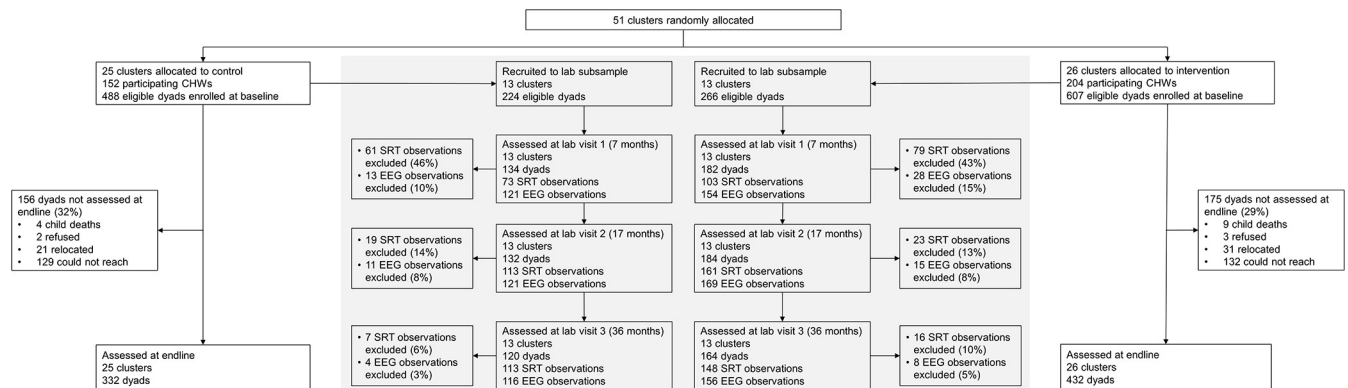 51 clusters randomly allocated
25 clusters allocated to control
152 participating CHWs
488 eligible dyads enrolled at baseline
Recruited to lab subsample
13 clusters
224 eligible dyads
Recruited to lab subsample
13 clusters
266 eligible dyads
26 clusters allocated to intervention
204 participating CHWs
607 eligible dyads enrolled at baseline
• 61 SRT observations
excluded (46%)
• 13 EEG observations
excluded (10%)
Assessed at lab visit 1 (7 months)
13 clusters
134 dyads
73 SRT observations
121 EEG observations
Assessed at lab visit 1 (7 months)
13 clusters
182 dyads
103 SRT observations
154 EEG observations
• 79 SRT observations
excluded (43%)
• 28 EEG observations
excluded (15%)
156 dyads not assessed at
endline (32%)
• 4 child deaths
• 2 refused
• 21 relocated
• 129 could not reach
175 dyads not assessed at
endline (29%)
• 9 child deaths
• 3 refused
• 31 relocated
• 132 could not reach
• 19 SRT observations
excluded (14%)
• 11 EEG observations
excluded (8%)
Assessed at lab visit 2 (17 months)
13 clusters
132 dyads
113 SRT observations
121 EEG observations
Assessed at lab visit 2 (17 months)
13 clusters
184 dyads
161 SRT observations
169 EEG observations
• 23 SRT observations
excluded (13%)
• 15 EEG observations
excluded (8%)
• 7 SRT observations
excluded (6%)
• 4 EEG observations
excluded (3%)
Assessed at lab visit 3 (36 months)
13 clusters
120 dyads
113 SRT observations
116 EEG observations
Assessed at lab visit 3 (36 months)
13 clusters
164 dyads
148 SRT observations
156 EEG observations
• 16 SRT observations
excluded (10%)
• 8 EEG observations
excluded (5%)
Assessed at endline
25 clusters
332 dyads
Assessed at endline
26 clusters
432 dyads